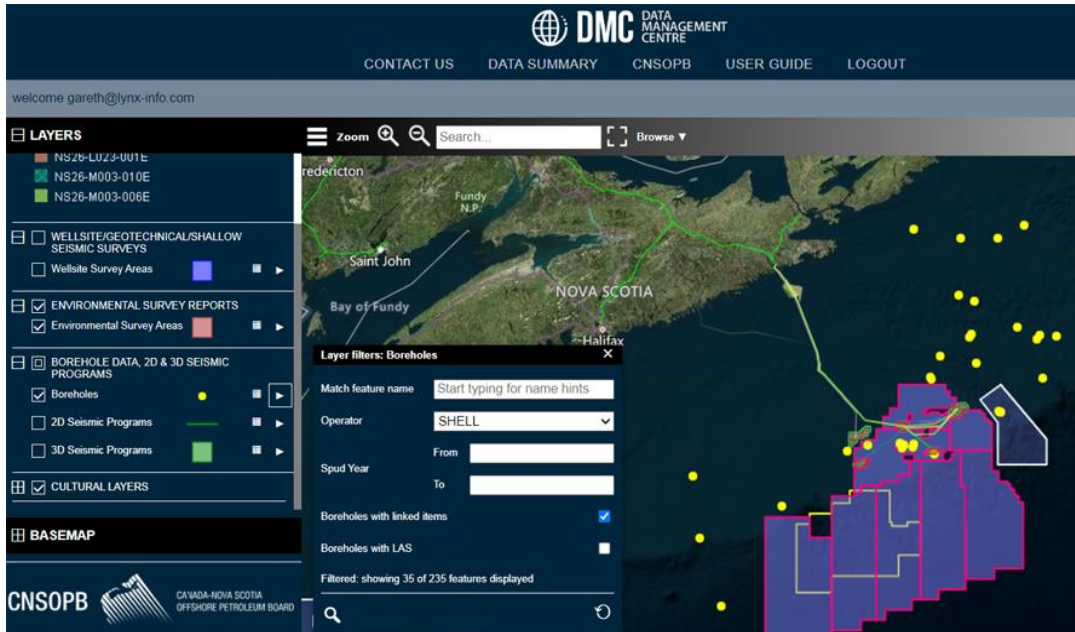 DMC DATA
MANAGEMENT
CENTRE
CONTACT US DATA SUMMARY CNSOPB USER GUIDE LOGOUT
welcome gareth@lynx-info.com
LAYERS
Zoom Search... Browse ▼
NS26-L023-001E
NS26-M003-010E
NS26-M003-006E
WELLSITE/GEOTECHNICAL/SHALLOW
SEISMIC SURVEYS
Wellsite Survey Areas
ENVIRONMENTAL SURVEY REPORTS
Environmental Survey Areas
BOREHOLE DATA, 2D & 3D SEISMIC
PROGRAMS
Boreholes
2D Seismic Programs
3D Seismic Programs
CULTURAL LAYERS
BASEMAP
CNSOPB
CANADA-NOVA SCOTIA
OFFSHORE PETROLEUM BOARD
redericton
Fundy
N.P.
Saint John
NOVA SCOTIA
Bay of Fundy
Halifax
Layer filters: Boreholes ×
Match feature name Start typing for name hints
Operator SHELL
From
Spud Year
To
Boreholes with linked items
Boreholes with LAS
Filtered: showing 35 of 235 features displayed